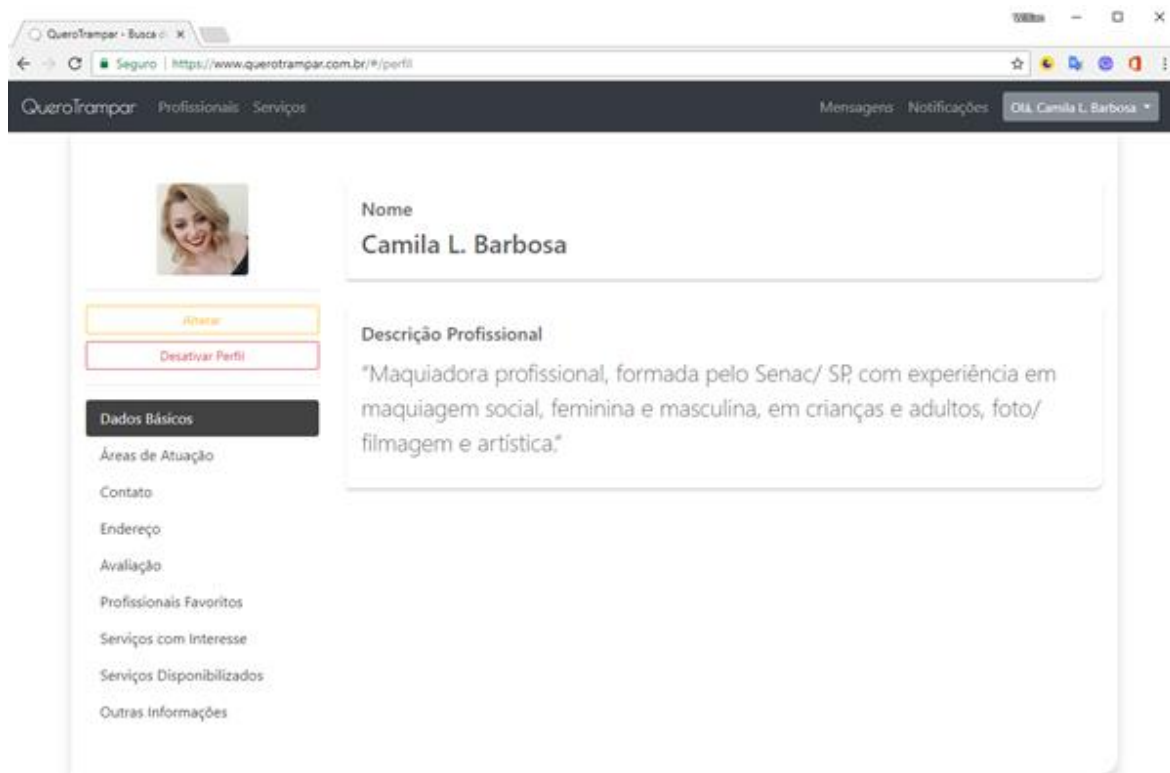 Willian
QueroTrampar - Busca d
Seguro | https://www.querotrampar.com.br/#/perfil
QueroTrampar Profissionais Serviços Mensagens Notificações Olá, Camila L. Barbosa
Nome
Camila L. Barbosa
Alterar
Desativar Perfil
Descrição Profissional
“Maquiadora profissional, formada pelo Senac/ SP, com experiência em
maquiagem social, feminina e masculina, em crianças e adultos, foto/
filmagem e artística.”
Dados Básicos
Áreas de Atuação
Contato
Endereço
Avaliação
Profissionais Favoritos
Serviços com Interesse
Serviços Disponibilizados
Outras Informações